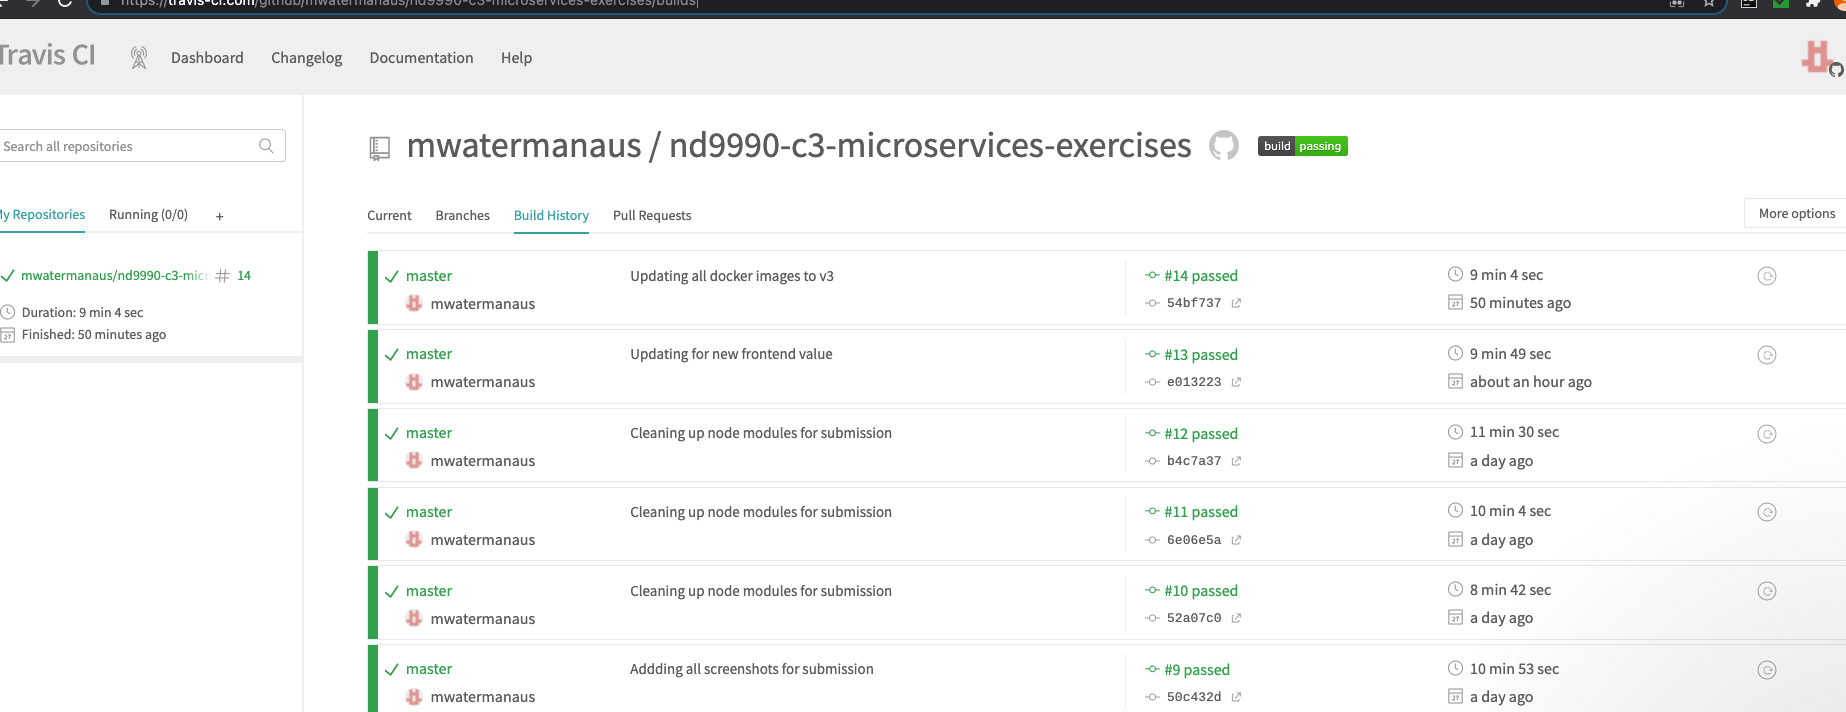 https://travis-ci.com/github/mwatermanaus/nd9990-c3-microservices-exercises/builds
Travis CI
Dashboard Changelog Documentation Help
Search all repositories
mwatermanaus / nd9990-c3-microservices-exercises build passing
My Repositories Running (0/0) +
Current Branches Build History Pull Requests More options
mwatermanaus/nd9990-c3-micr # 14
Duration: 9 min 4 sec
Finished: 50 minutes ago
master Updating all docker images to v3 #14 passed 9 min 4 sec
mwatermanaus 54bf737 50 minutes ago
master Updating for new frontend value #13 passed 9 min 49 sec
mwatermanaus e013223 about an hour ago
master Cleaning up node modules for submission #12 passed 11 min 30 sec
mwatermanaus b4c7a37 a day ago
master Cleaning up node modules for submission #11 passed 10 min 4 sec
mwatermanaus 6e06e5a a day ago
master Cleaning up node modules for submission #10 passed 8 min 42 sec
mwatermanaus 52a07c0 a day ago
master Addding all screenshots for submission #9 passed 10 min 53 sec
mwatermanaus 50c432d a day ago